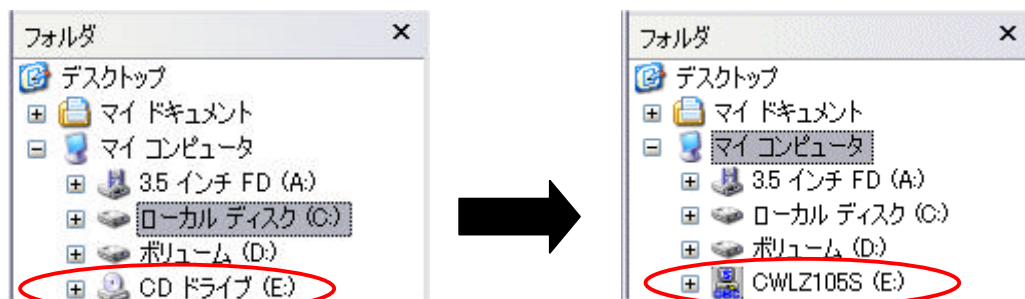 フォルダ
デスクトップ
マイ ドキュメント
マイ コンピュータ
3.5 インチ FD (A:)
ローカル ディスク (C:)
ボリューム (D:)
CD ドライブ (E:)
フォルダ
デスクトップ
マイ ドキュメント
マイ コンピュータ
3.5 インチ FD (A:)
ローカル ディスク (C:)
ボリューム (D:)
CWLZ105S (E:)